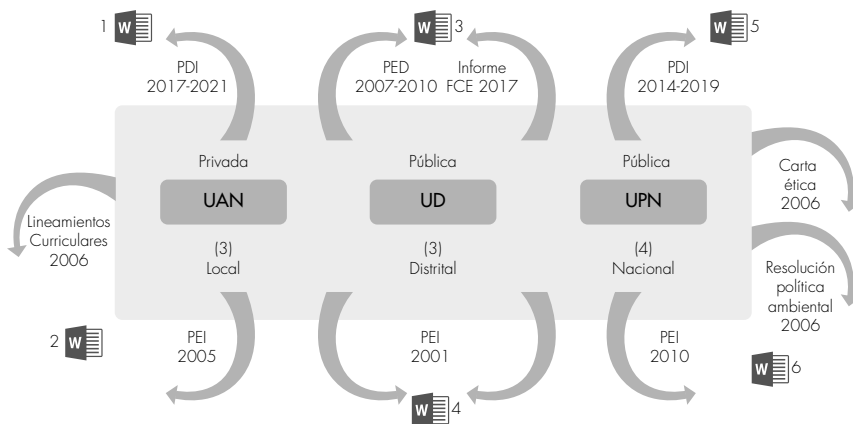 1 W
W 3
W 5
PDI
2017-2021
PED
2007-2010
Informe
FCE 2017
PDI
2014-2019
Privada
UAN
(3)
Local
Pública
UD
(3)
Distrital
Pública
UPN
(4)
Nacional
Lineamientos
Curriculares
2006
Carta
ética
2006
Resolución
política
ambiental
2006
2 W
PEI
2005
PEI
2001
W 4
PEI
2010
W 6